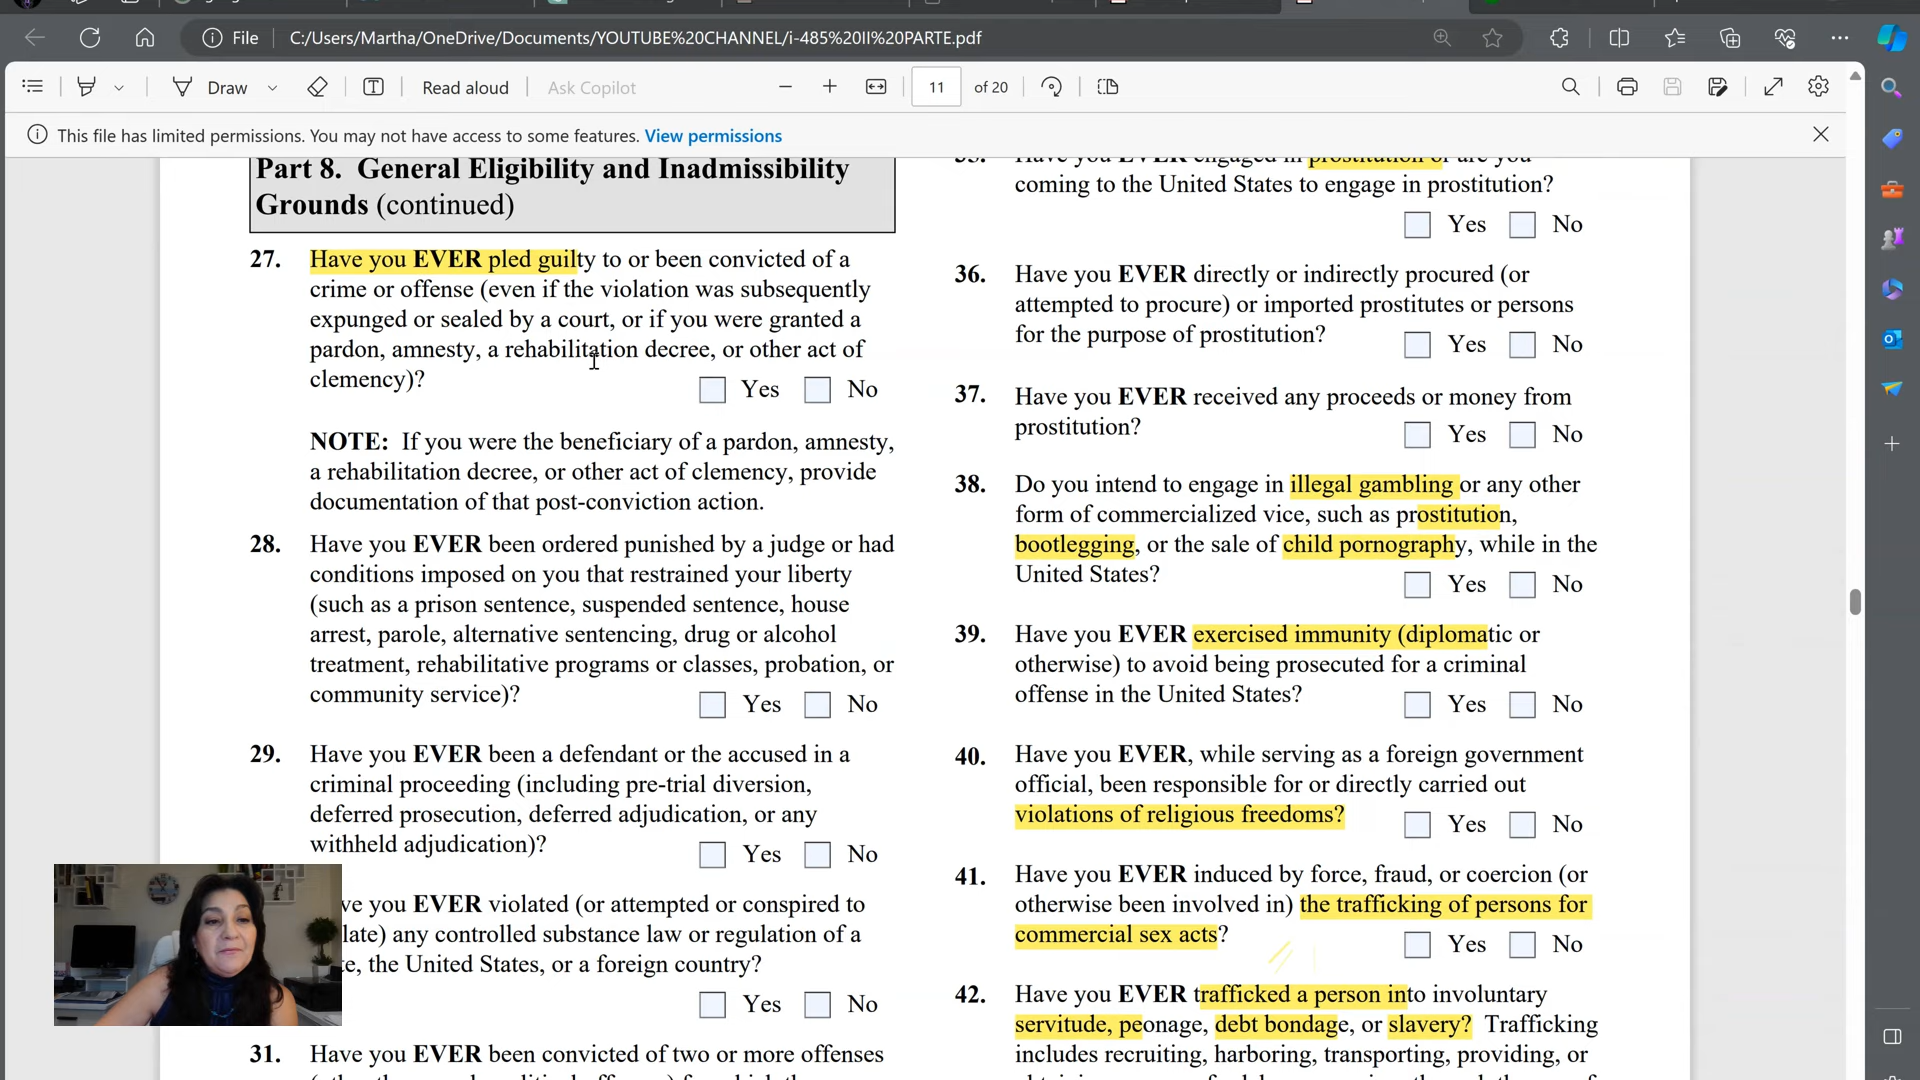 File
C:/Users/Martha/OneDrive/Documents/YOUTUBE%20CHANNEL/i-485%20II%20PARTE.pdf
Draw
Read aloud
Ask Copilot
11
of 20
This file has limited permissions. You may not have access to some features. View permissions
Part 8. General Eligibility and Inadmissibility
Grounds (continued)
27. Have you EVER pled guilty to or been convicted of a
crime or offense (even if the violation was subsequently
expunged or sealed by a court, or if you were granted a
pardon, amnesty, a rehabilitation decree, or other act of
clemency)?
Yes No
NOTE: If you were the beneficiary of a pardon, amnesty,
a rehabilitation decree, or other act of clemency, provide
documentation of that post-conviction action.
28. Have you EVER been ordered punished by a judge or had
conditions imposed on you that restrained your liberty
(such as a prison sentence, suspended sentence, house
arrest, parole, alternative sentencing, drug or alcohol
treatment, rehabilitative programs or classes, probation, or
community service)?
Yes No
29. Have you EVER been a defendant or the accused in a
criminal proceeding (including pre-trial diversion,
deferred prosecution, deferred adjudication, or any
withheld adjudication)?
Yes No
ve you EVER violated (or attempted or conspired to
late) any controlled substance law or regulation of a
te, the United States, or a foreign country?
Yes No
31. Have you EVER been convicted of two or more offenses
35. Have you EVER engaged in prostitution or are you
coming to the United States to engage in prostitution?
Yes No
36. Have you EVER directly or indirectly procured (or
attempted to procure) or imported prostitutes or persons
for the purpose of prostitution?
Yes No
37. Have you EVER received any proceeds or money from
prostitution?
Yes No
38. Do you intend to engage in illegal gambling or any other
form of commercialized vice, such as prostitution,
bootlegging, or the sale of child pornography, while in the
United States?
Yes No
39. Have you EVER exercised immunity (diplomatic or
otherwise) to avoid being prosecuted for a criminal
offense in the United States?
Yes No
40. Have you EVER, while serving as a foreign government
official, been responsible for or directly carried out
violations of religious freedoms?
Yes No
41. Have you EVER induced by force, fraud, or coercion (or
otherwise been involved in) the trafficking of persons for
commercial sex acts?
Yes No
42. Have you EVER trafficked a person into involuntary
servitude, peonage, debt bondage, or slavery? Trafficking
includes recruiting, harboring, transporting, providing, or